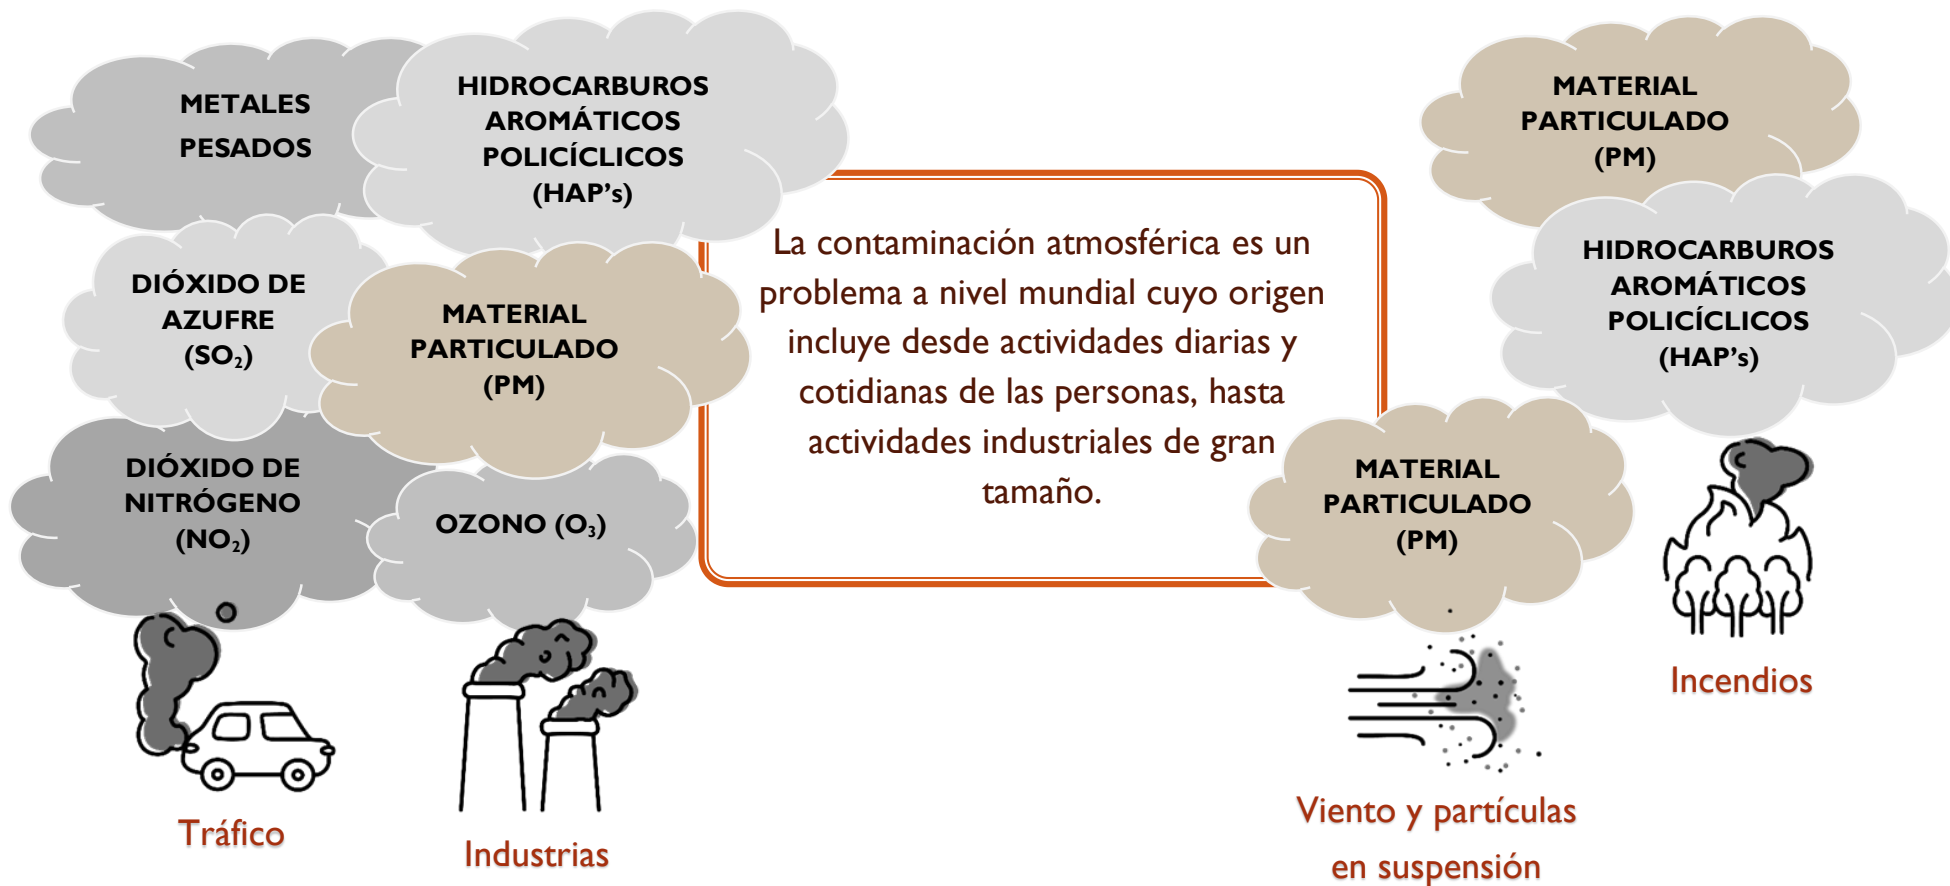 METALES
PESADOS
HIDROCARBUROS
AROMÁTICOS
POLICÍCLICOS
(HAP's)
DIÓXIDO DE
AZUFRE
(SO₂)
MATERIAL
PARTICULADO
(PM)
DIÓXIDO DE
NITRÓGENO
(NO₂)
OZONO (O₃)
Tráfico
Industrias
La contaminación atmosférica es un
problema a nivel mundial cuyo origen
incluye desde actividades diarias y
cotidianas de las personas, hasta
actividades industriales de gran
tamaño.
MATERIAL
PARTICULADO
(PM)
HIDROCARBUROS
AROMÁTICOS
POLICÍCLICOS
(HAP's)
MATERIAL
PARTICULADO
(PM)
Incendios
Viento y partículas
en suspensión